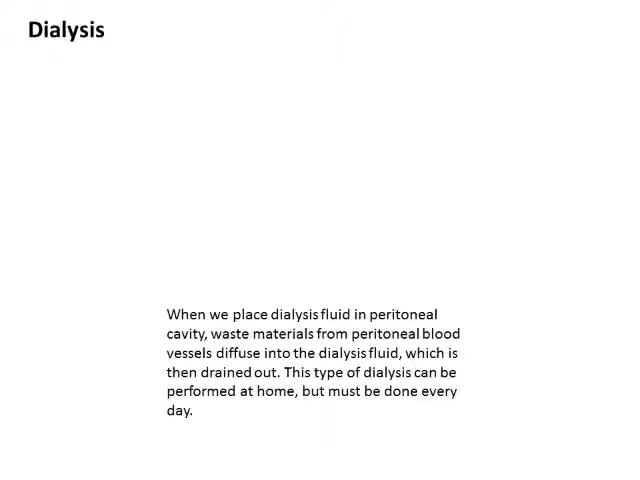 Dialysis
When we place dialysis fluid in peritoneal
cavity, waste materials from peritoneal blood
vessels diffuse into the dialysis fluid, which is
then drained out. This type of dialysis can be
performed at home, but must be done every
day.